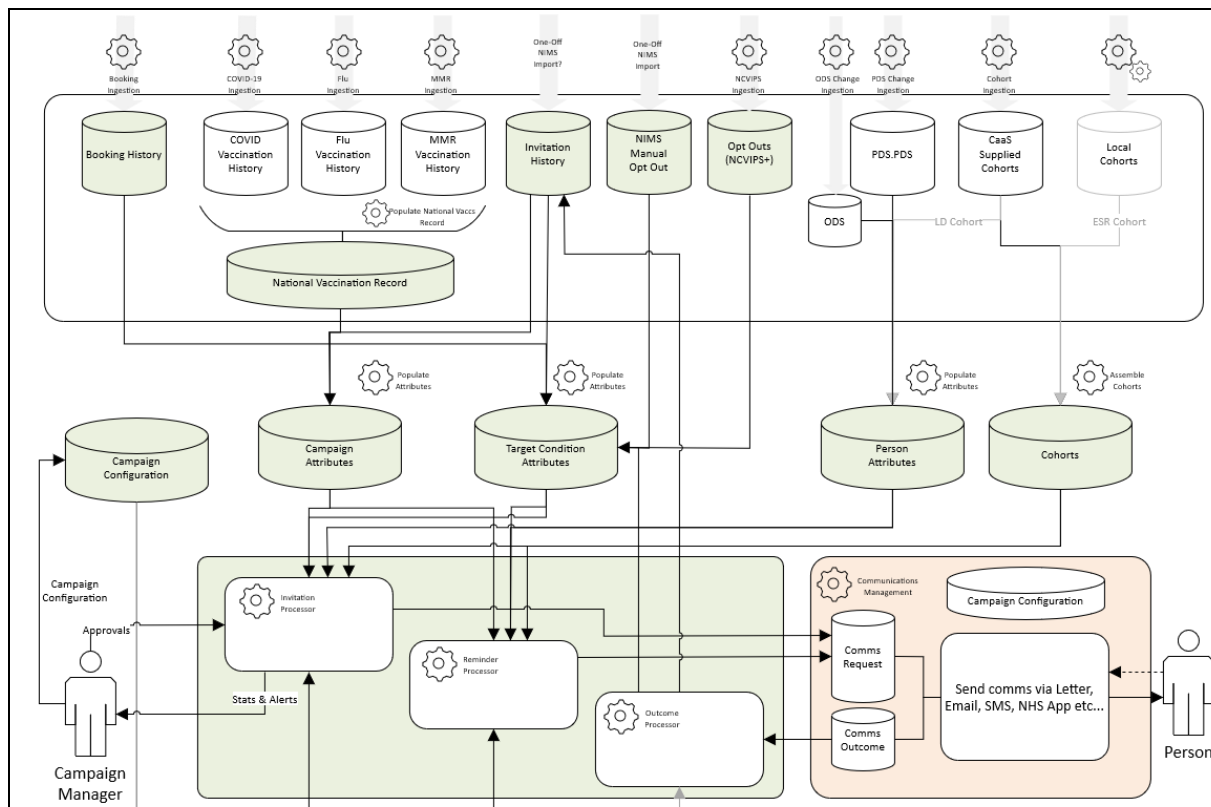 Booking
Ingestion
COVID-19
Ingestion
Flu
Ingestion
MMR
Ingestion
One-Off
NIMS
Import?
One-Off
NIMS
Import
NCVIPS
Ingestion
ODS Change
Ingestion
PDS Change
Ingestion
Cohort
Ingestion
Booking History
COVID
Vaccination
History
Flu
Vaccination
History
MMR
Vaccination
History
Invitation
History
NIMS
Manual
Opt Out
Opt Outs
(NCVIPS+)
PDS.PDS
CaaS
Supplied
Cohorts
Local
Cohorts
Populate National Vaccs
Record
ODS
LD Cohort
ESR Cohort
National Vaccination Record
Populate
Attributes
Populate
Attributes
Populate
Attributes
Assemble
Cohorts
Campaign
Configuration
Campaign
Attributes
Target Condition
Attributes
Person
Attributes
Cohorts
Campaign
Configuration
Approvals
Invitation
Processor
Stats & Alerts
Reminder
Processor
Outcome
Processor
Communications
Management
Campaign Configuration
Comms
Request
Comms
Outcome
Send comms via Letter,
Email, SMS, NHS App etc...
Campaign
Manager
Person